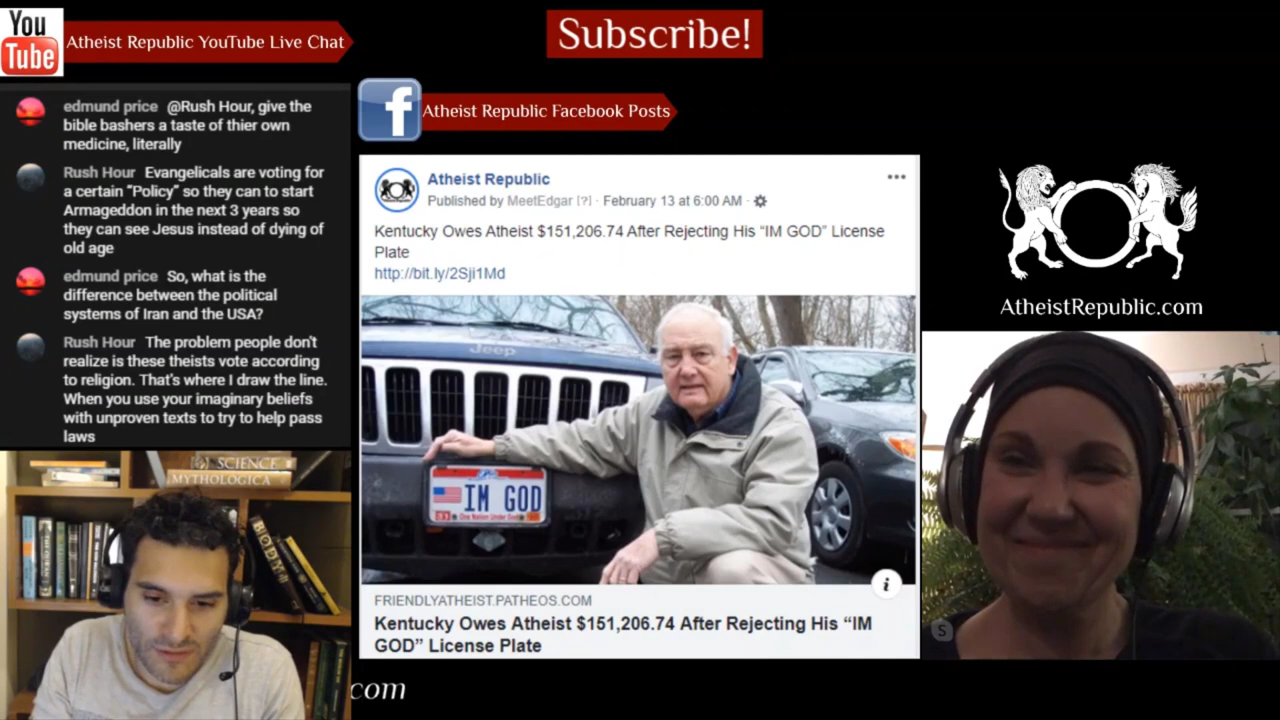 You
Tube
Atheist Republic YouTube Live Chat
Subscribe!
edmund price @Rush Hour, give the
bible bashers a taste of thier own
medicine, literally
Rush Hour Evangelicals are voting for
a certain "Policy" so they can to start
Armageddon in the next 3 years so
they can see Jesus instead of dying of
old age
edmund price So, what is the
difference between the political
systems of Iran and the USA?
Rush Hour The problem people don't
realize is these theists vote according
to religion. That's where I draw the line.
When you use your imaginary beliefs
with unproven texts to try to help pass
laws
f
Atheist Republic Facebook Posts
Atheist Republic
Published by MeetEdgar [?] · February 13 at 6:00 AM ·
Kentucky Owes Atheist $151,206.74 After Rejecting His “IM GOD” License
Plate
http://bit.ly/2Sji1Md
Jeep
IM GOD
One Nation Under God
i
FRIENDLYATHEIST.PATHEOS.COM
Kentucky Owes Atheist $151,206.74 After Rejecting His “IM
GOD” License Plate
AtheistRepublic.com
S
SCIENCE
MYTHOLOGICA
com